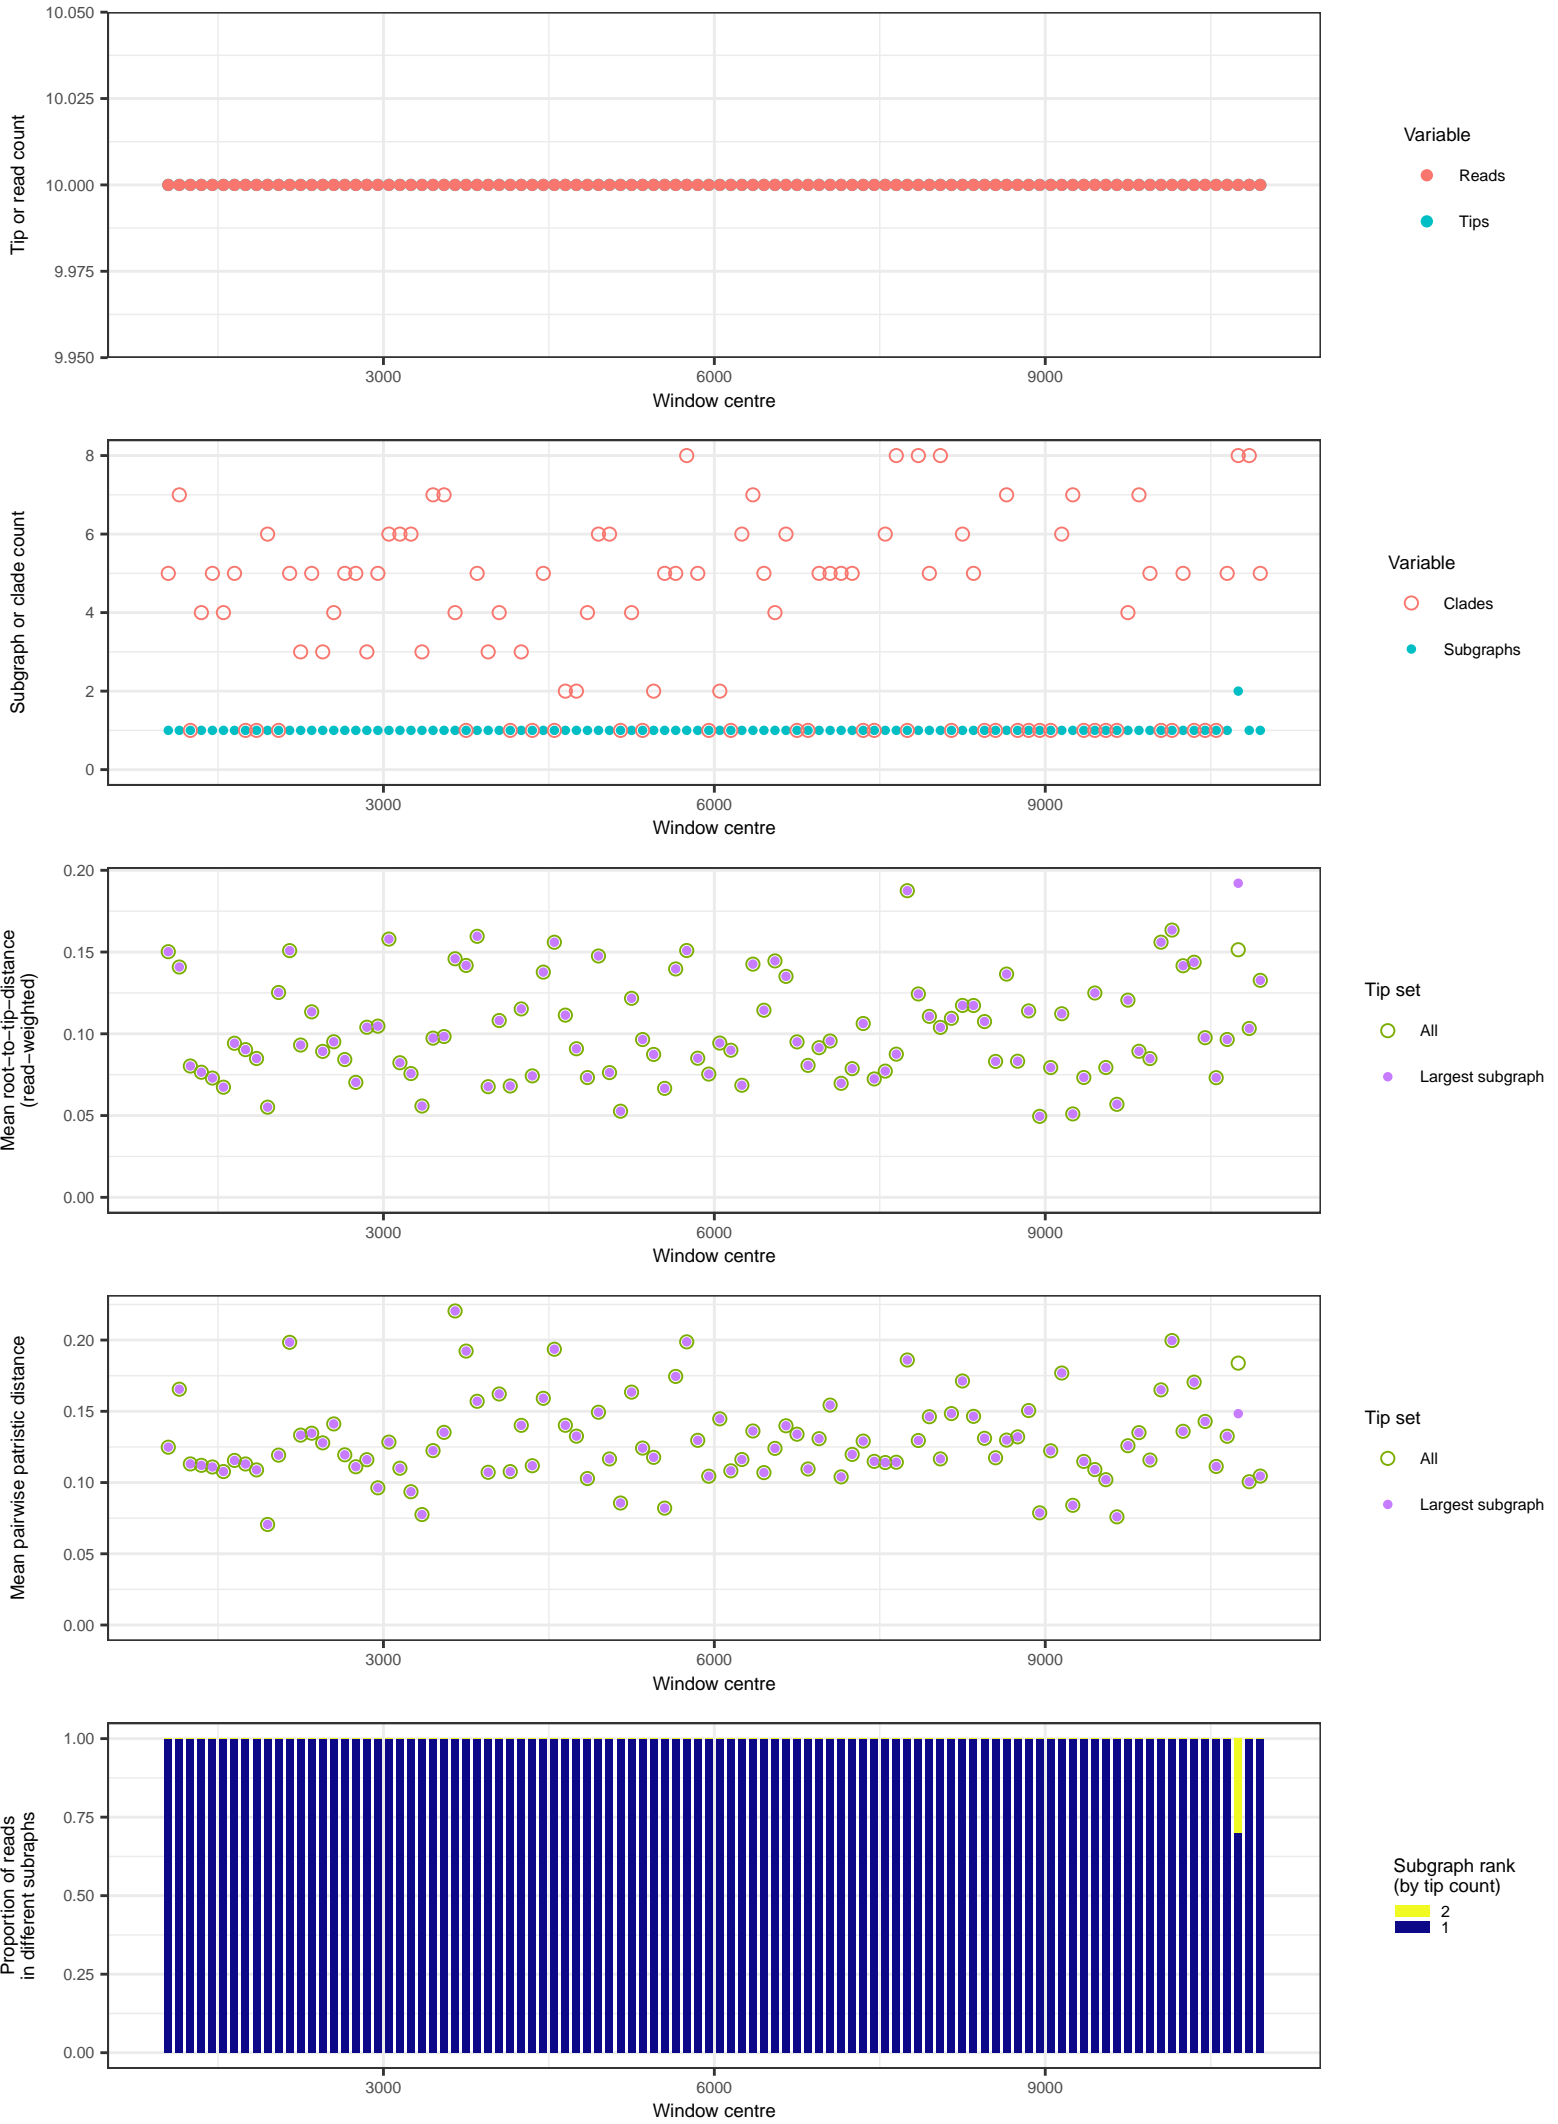 10.050
10.025
10.000
9.975
9.950
Tip or read count
3000 6000 9000
Window centre
Variable
Reads
Tips
8
6
4
2
0
Subgraph or clade count
3000 6000 9000
Window centre
Variable
Clades
Subgraphs
0.20
0.15
0.10
0.05
0.00
Mean root−to−tip−distance
(read−weighted)
3000 6000 9000
Window centre
Tip set
All
Largest subgraph
0.20
0.15
0.10
0.05
0.00
Mean pairwise patristic distance
3000 6000 9000
Window centre
Tip set
All
Largest subgraph
1.00
0.75
0.50
0.25
0.00
Proportion of reads
in different subraphs
3000 6000 9000
Window centre
Subgraph rank
(by tip count)
2
1